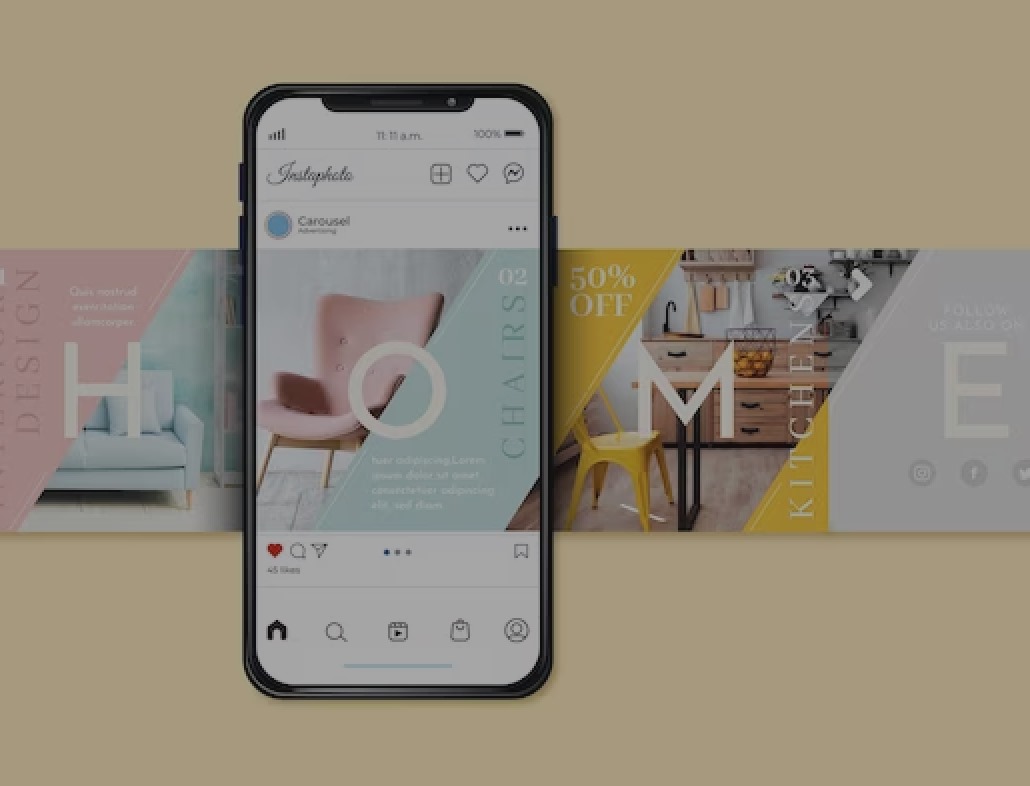 11:11 a.m.
100%
Instaphoto
Carousel
Advertising
1
DESIGN
Quis nostrud
exercitation
ullamcorper.
02
CHAIRS
50%
OFF
03
KITCHENS
FOLLOW
US ALSO ON
H O M E
adipiscing,Lorem
ipsum dolor sit amet
consectetuer adipiscing
elit, sed diam
45 likes